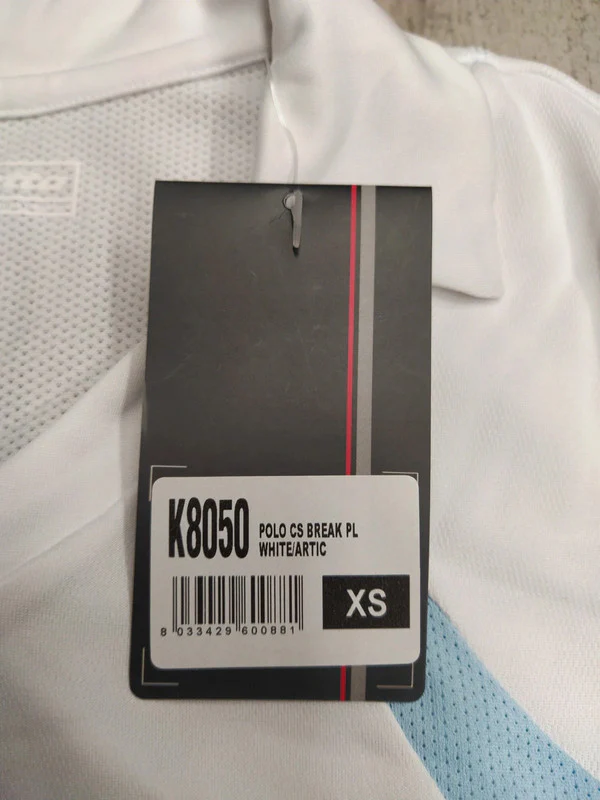 K8050
POLO CS BREAK PL
WHITE/ARTIC
XS
8 033429 600881